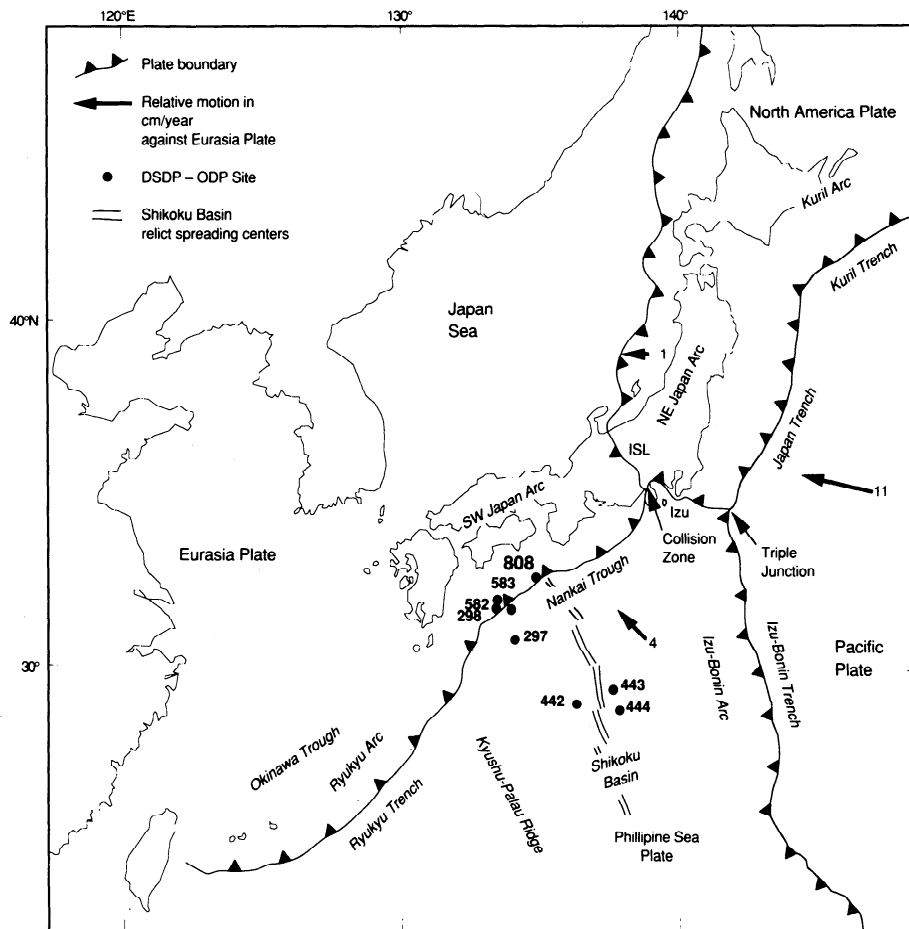 120°E
130°
140°
Plate boundary
Relative motion in
cm/year
against Eurasia Plate
DSDP – ODP Site
Shikoku Basin
relict spreading centers
North America Plate
Kuril Arc
Kuril Trench
40°N
Japan
Sea
1
NE Japan Arc
Japan Trench
ISL
11
SW Japan Arc
Izu
Collision
Zone
Triple
Junction
Eurasia Plate
808
583
582
298
Nankai Trough
297
4
30°
Pacific
Plate
Izu-Bonin Arc
Izu-Bonin Trench
443
442
444
Okinawa Trough
Ryukyu Arc
Ryukyu Trench
Kyushu-Palau Ridge
Shikoku
Basin
Phillipine Sea
Plate